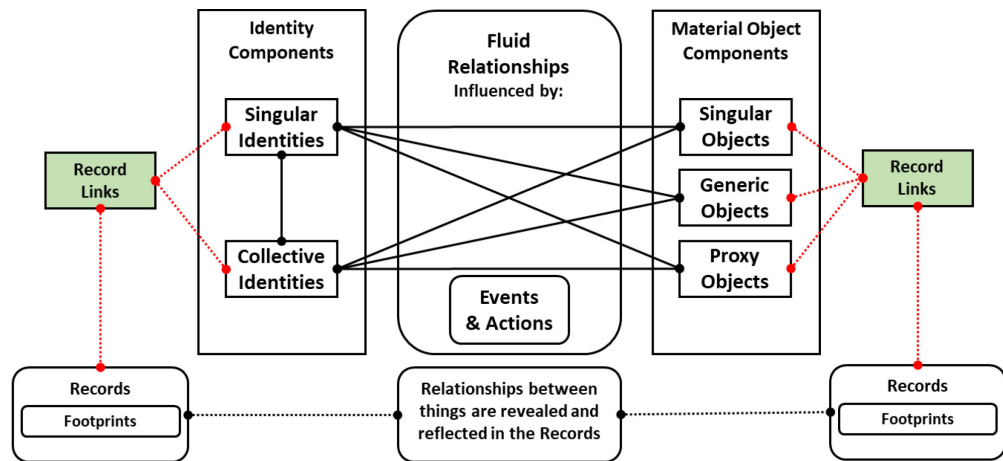 Identity
Components
Fluid
Relationships
Influenced by:
Material Object
Components
Singular
Identities
Singular
Objects
Record
Links
Generic
Objects
Record
Links
Collective
Identities
Proxy
Objects
Events
& Actions
Records
Footprints
Relationships between
things are revealed and
reflected in the Records
Records
Footprints